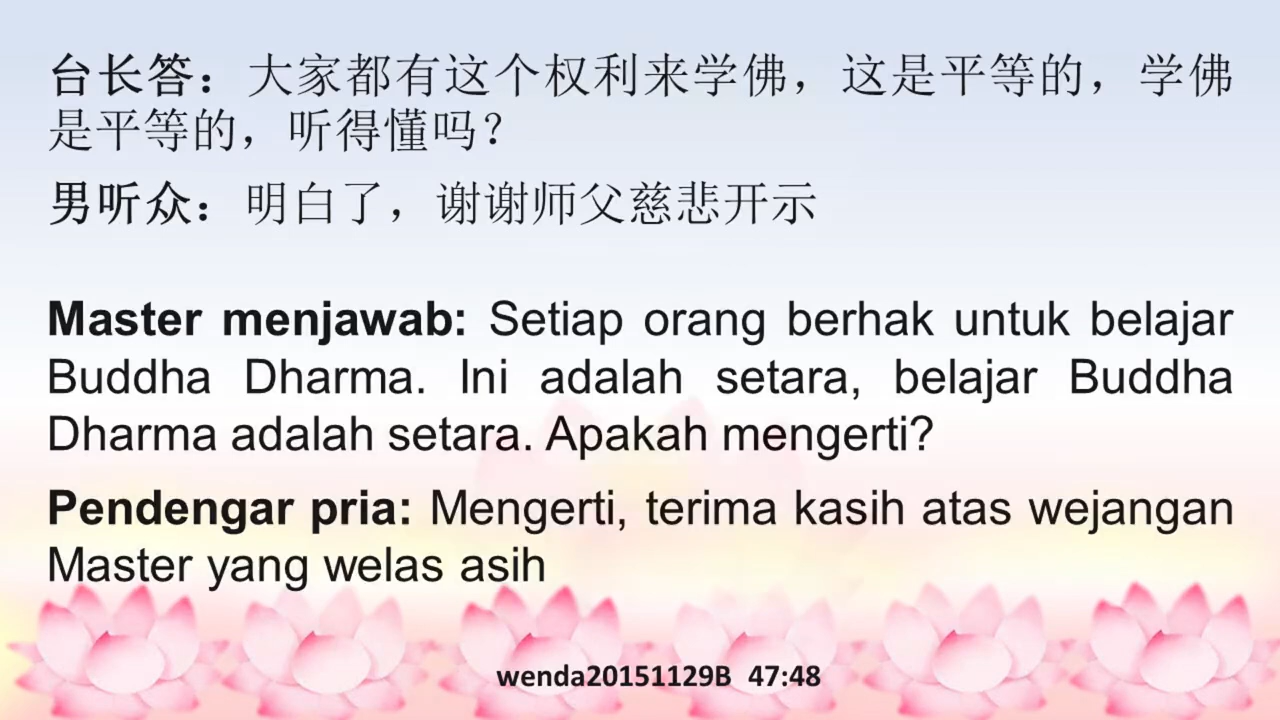 台长答：大家都有这个权利来学佛，这是平等的，学佛
是平等的，听得懂吗？
男听众：明白了，谢谢师父慈悲开示
Master menjawab: Setiap orang berhak untuk belajar
Buddha Dharma. Ini adalah setara, belajar Buddha
Dharma adalah setara. Apakah mengerti?
Pendengar pria: Mengerti, terima kasih atas wejangan
Master yang welas asih
wenda20151129B 47:48